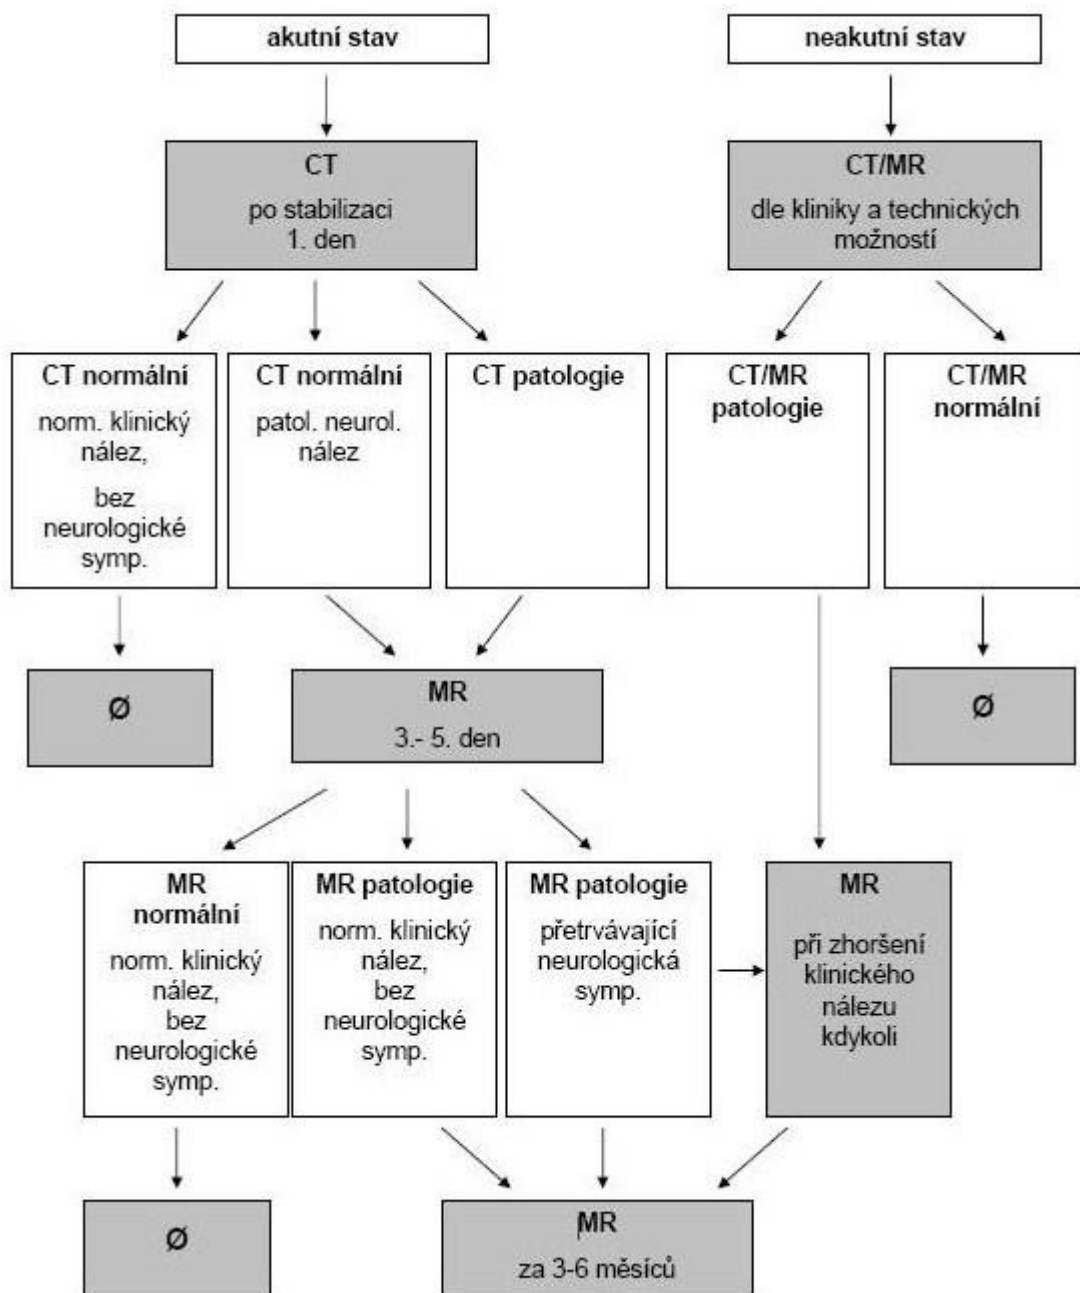 akutní stav
neakutní stav
CT
po stabilizaci
1. den
CT/MR
dle kliniky a technických
možností
CT normální
norm. klinický
nález,
bez
neurologické
symp.
CT normální
patol. neurol.
nález
CT patologie
CT/MR
patologie
CT/MR
normální
Ø
MR
3.- 5. den
Ø
MR
normální
norm. klinický
nález,
bez
neurologické
symp.
MR patologie
norm. klinický
nález,
bez
neurologické
symp.
MR patologie
přetrvávající
neurologická
symp.
MR
při zhoršení
klinického
nálezu
kdykoli
Ø
MR
za 3-6 měsíců